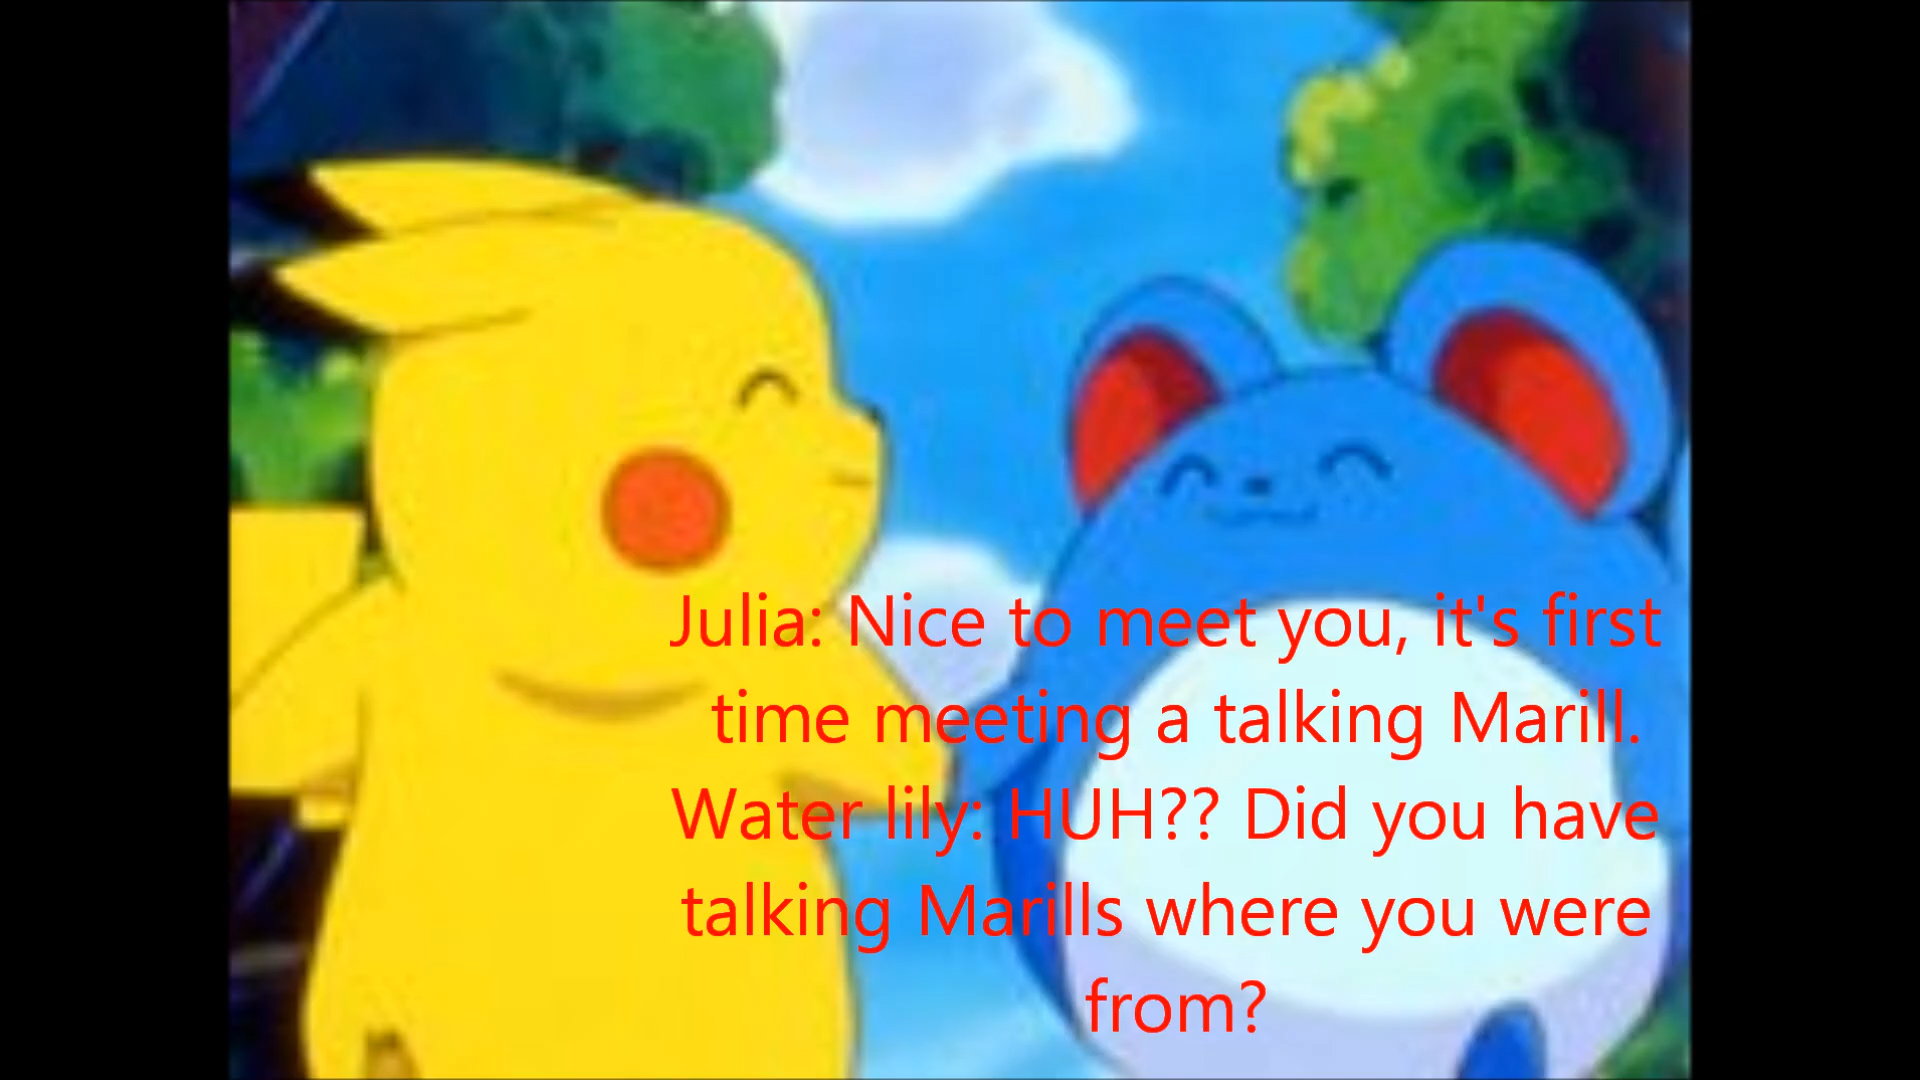 Julia: Nice to meet you, it's first
time meeting a talking Marill.
Water lily: HUH?? Did you have
talking Marills where you were
from?